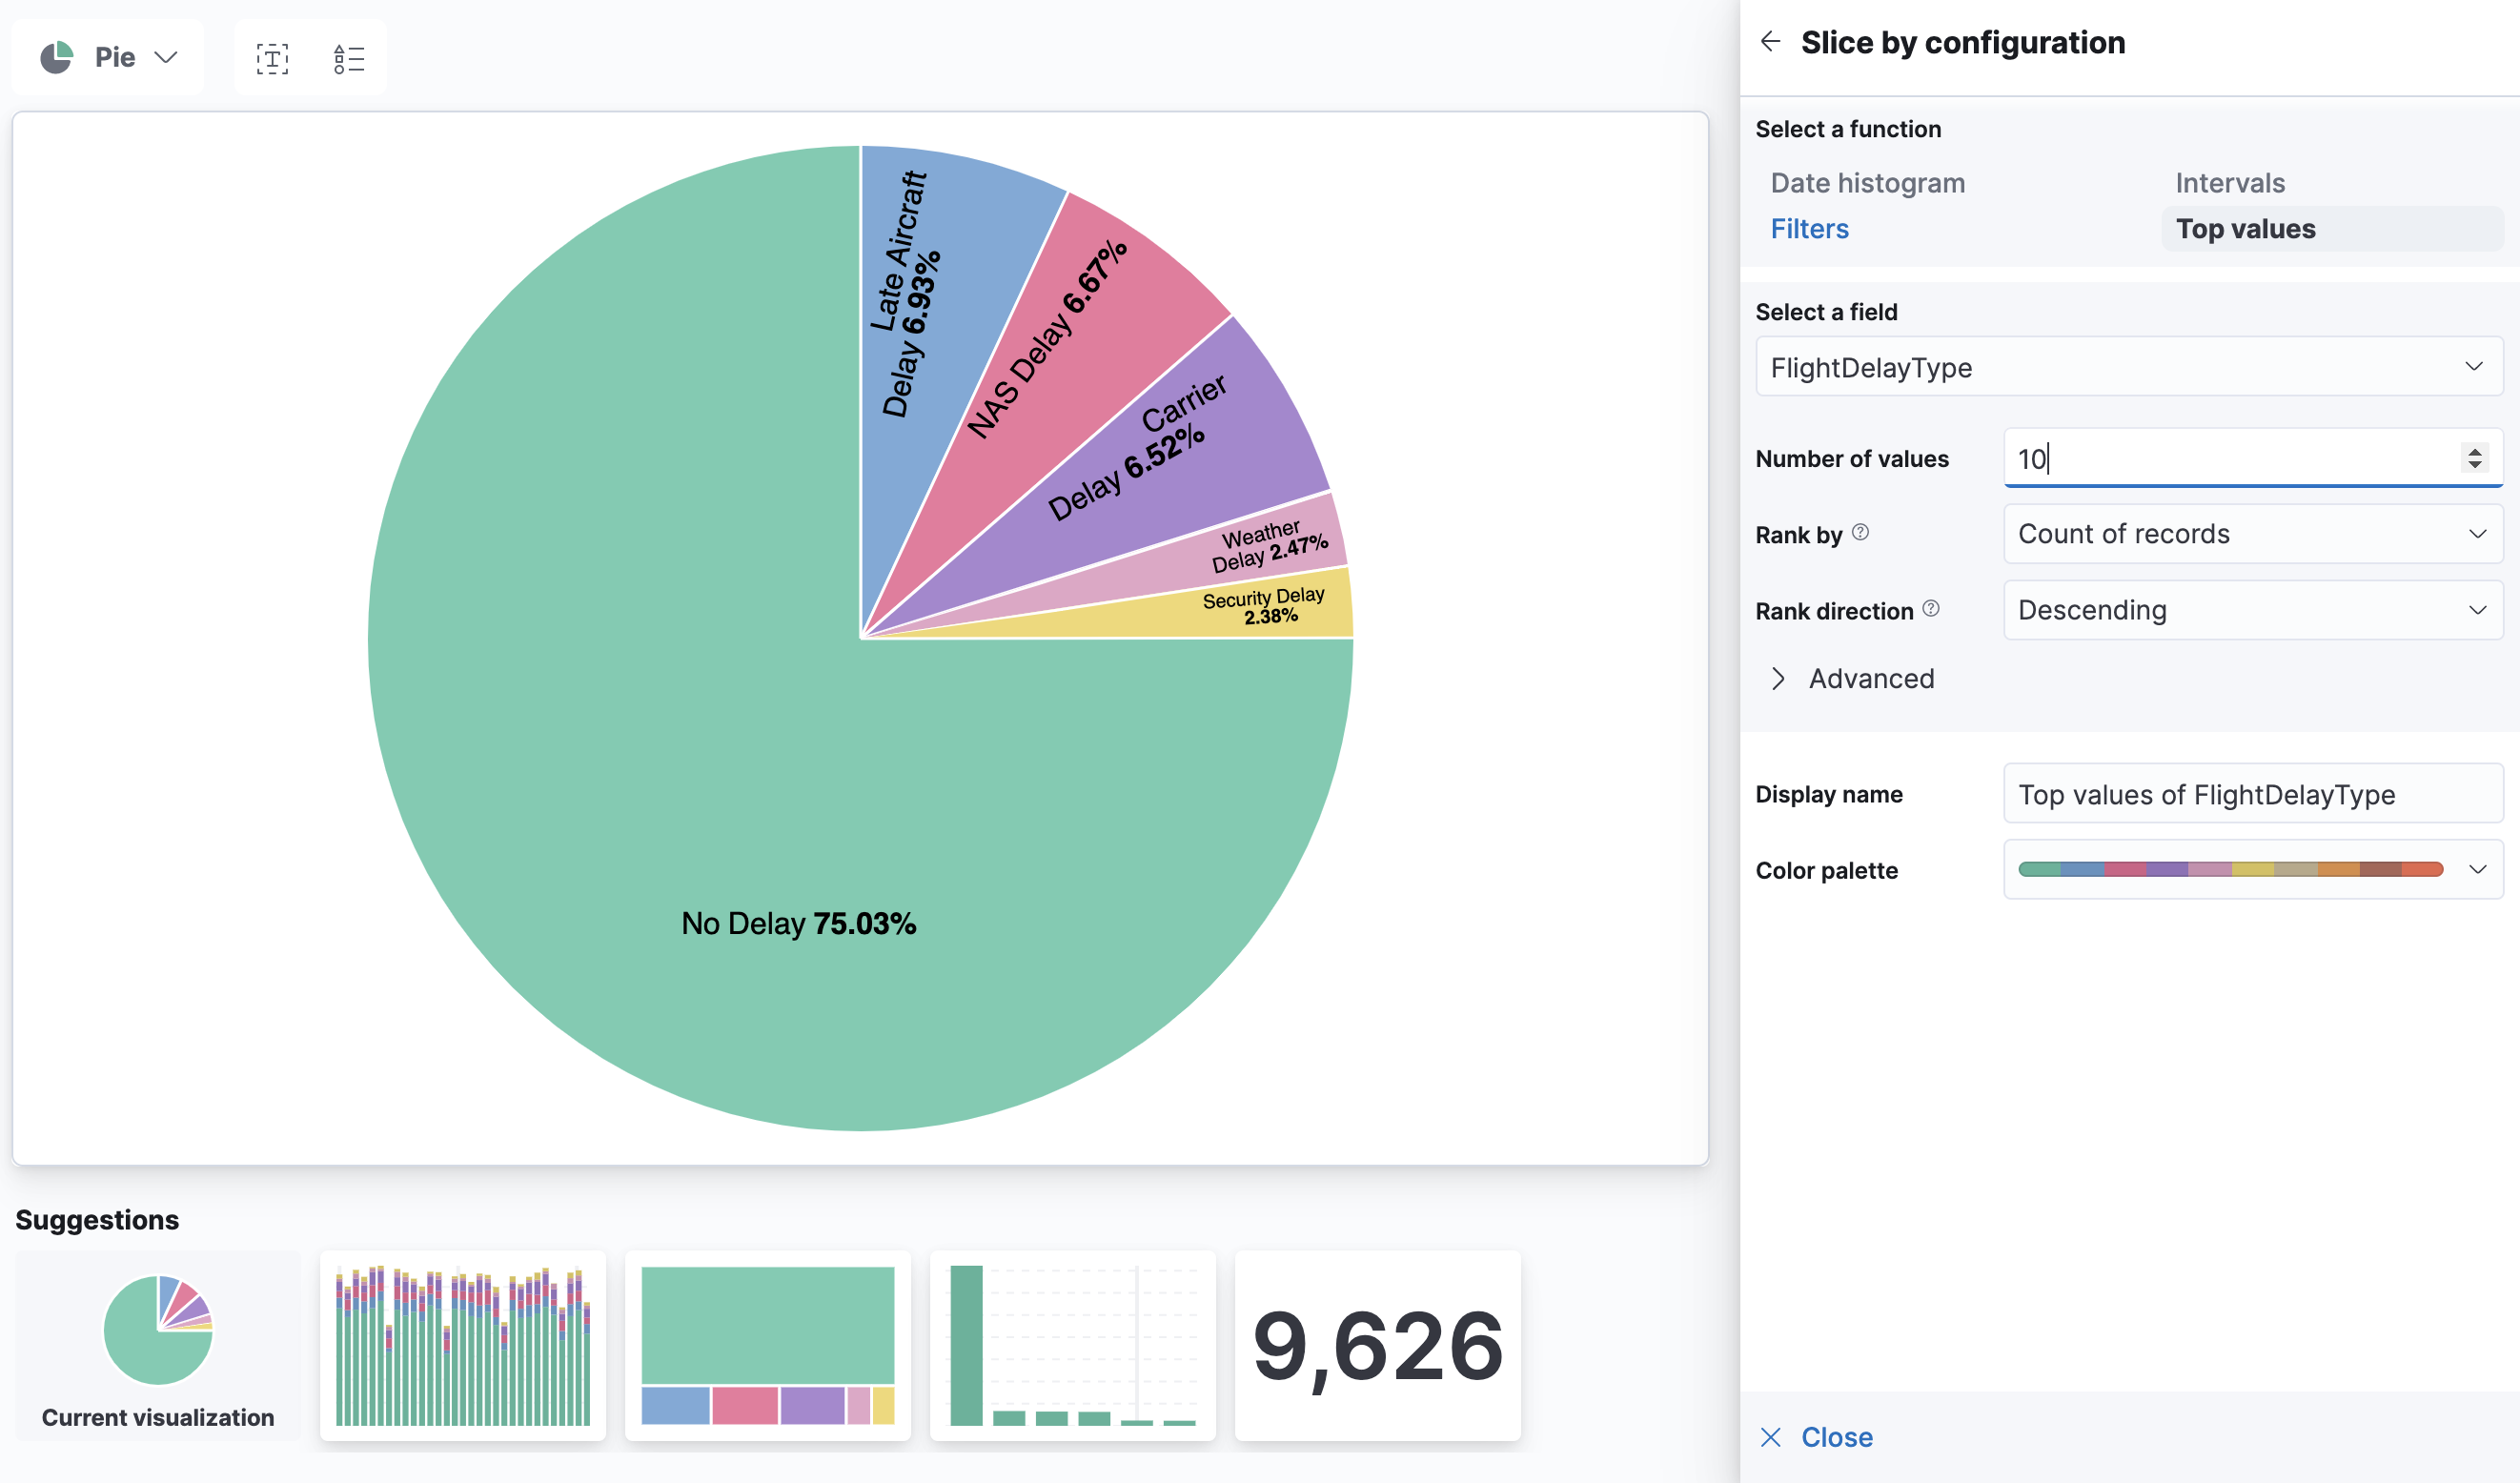 Pie
Late Aircraft
Delay 6.93%
NAS Delay 6.67%
Carrier
Delay 6.52%
Weather
Delay 2.47%
Security Delay
2.38%
No Delay 75.03%
Suggestions
Current visualization
9,626
Slice by configuration
Select a function
Date histogram
Intervals
Filters
Top values
Select a field
FlightDelayType
Number of values
10
Rank by
Count of records
Rank direction
Descending
Advanced
Display name
Top values of FlightDelayType
Color palette
Close